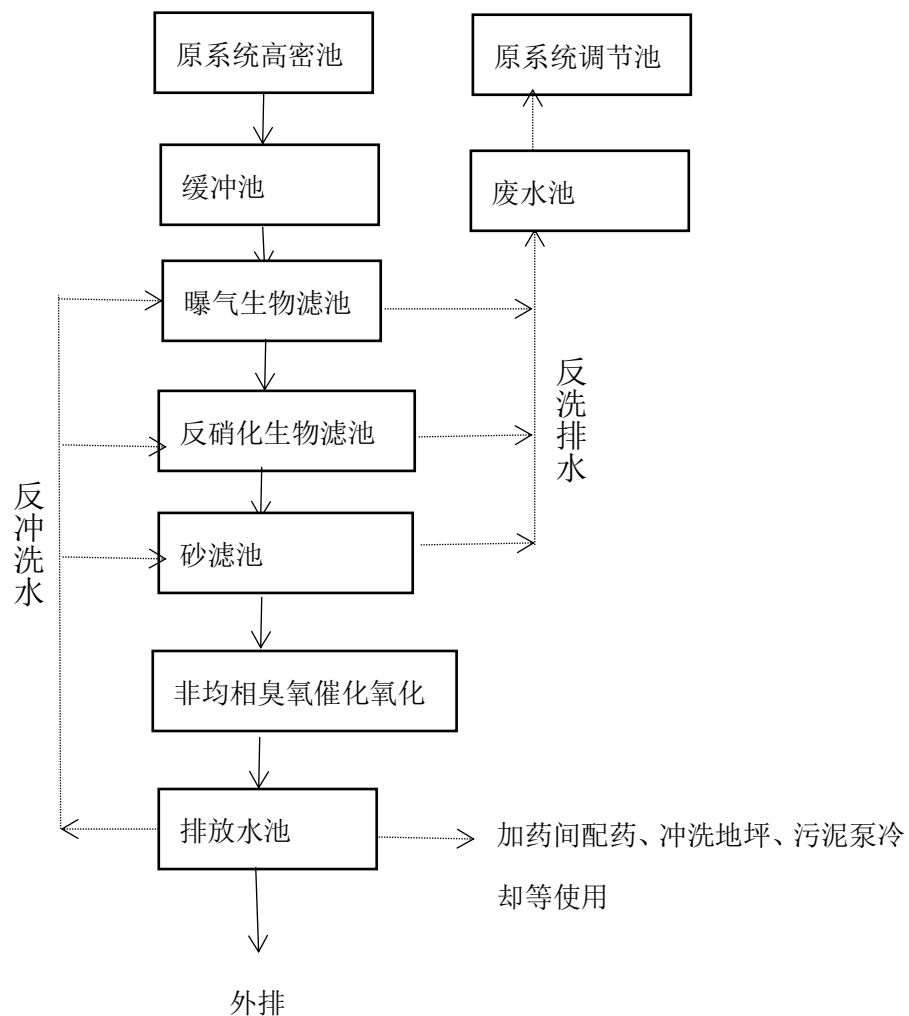 原系统高密池
原系统调节池
缓冲池
废水池
曝气生物滤池
反硝化生物滤池
反洗排水
反冲洗水
砂滤池
非均相臭氧催化氧化
排放水池
加药间配药、冲洗地坪、污泥泵冷
却等使用
外排